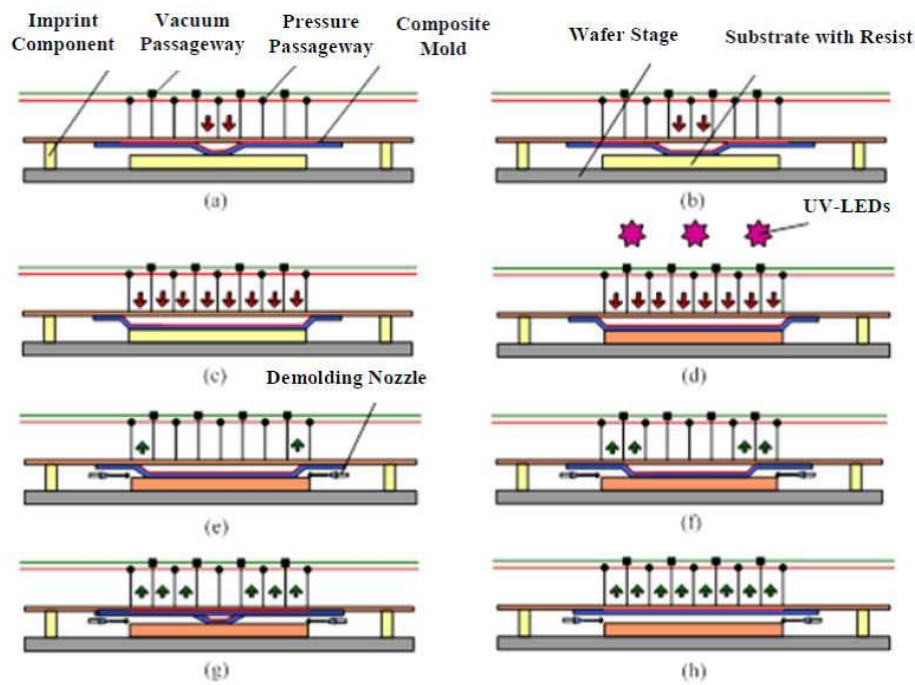 Imprint Component
Vacuum Passageway
Pressure Passageway
Composite Mold
Wafer Stage
Substrate with Resist
(a)
(b)
UV-LEDs
(c)
(d)
Demolding Nozzle
(e)
(f)
(g)
(h)